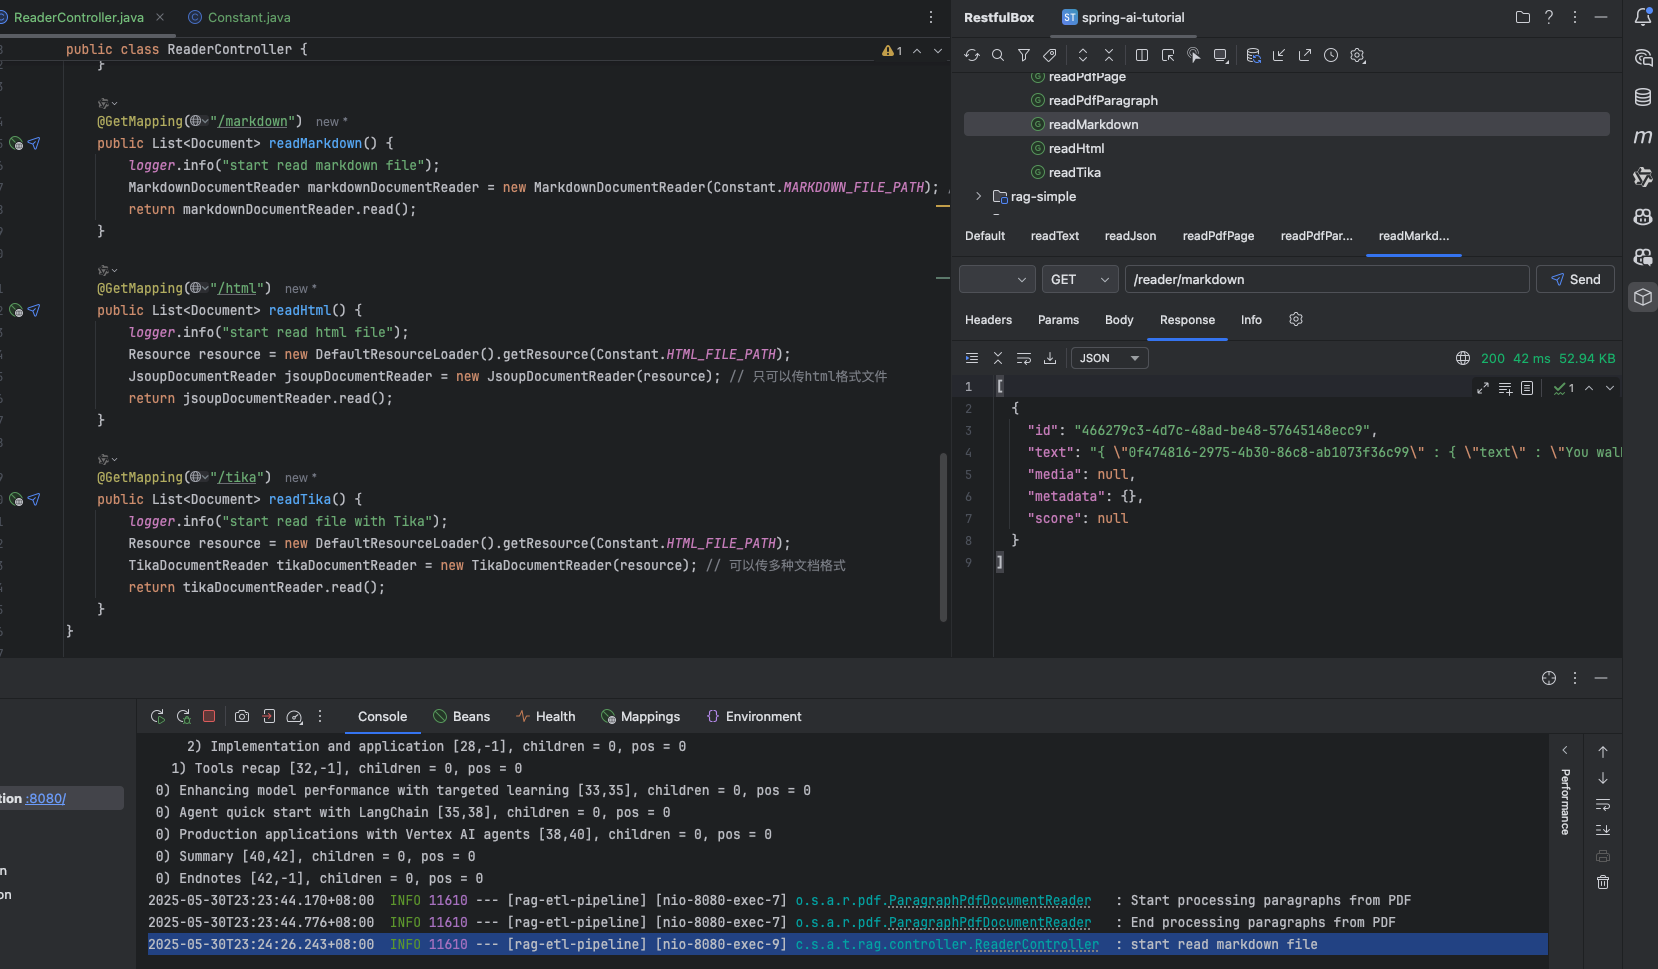 ReaderController.java
Constant.java
public class ReaderController {
1
}
@GetMapping("/markdown") new *
public List<Document> readMarkdown() {
logger.info("start read markdown file");
MarkdownDocumentReader markdownDocumentReader = new MarkdownDocumentReader(Constant.MARKDOWN_FILE_PATH); /
return markdownDocumentReader.read();
}
@GetMapping("/html") new *
public List<Document> readHtml() {
logger.info("start read html file");
Resource resource = new DefaultResourceLoader().getResource(Constant.HTML_FILE_PATH);
JsoupDocumentReader jsoupDocumentReader = new JsoupDocumentReader(resource); // 只可以传html格式文件
return jsoupDocumentReader.read();
}
@GetMapping("/tika") new *
public List<Document> readTika() {
logger.info("start read file with Tika");
Resource resource = new DefaultResourceLoader().getResource(Constant.HTML_FILE_PATH);
TikaDocumentReader tikaDocumentReader = new TikaDocumentReader(resource); // 可以传多种文档格式
return tikaDocumentReader.read();
}
}
RestfulBox
ST spring-ai-tutorial
readPdfPage
readPdfParagraph
readMarkdown
readHtml
readTika
rag-simple
Default readText readJson readPdfPage readPdfPar... readMarkd...
GET /reader/markdown Send
Headers Params Body Response Info
JSON 200 42 ms 52.94 KB
1 [
1
2 {
3 "id": "466279c3-4d7c-48ad-be48-57645148ecc9",
4 "text": "{ \"0f474816-2975-4b30-86c8-ab1073f36c99\" : { \"text\" : \"You wal
5 "media": null,
6 "metadata": {},
7 "score": null
8 }
9 ]
tion :8080/
n
on
Console Beans Health Mappings Environment
2) Implementation and application [28,-1], children = 0, pos = 0
1) Tools recap [32,-1], children = 0, pos = 0
0) Enhancing model performance with targeted learning [33,35], children = 0, pos = 0
0) Agent quick start with LangChain [35,38], children = 0, pos = 0
0) Production applications with Vertex AI agents [38,40], children = 0, pos = 0
0) Summary [40,42], children = 0, pos = 0
0) Endnotes [42,-1], children = 0, pos = 0
2025-05-30T23:23:44.170+08:00 INFO 11610 --- [rag-etl-pipeline] [nio-8080-exec-7] o.s.a.r.pdf.ParagraphPdfDocumentReader : Start processing paragraphs from PDF
2025-05-30T23:23:44.776+08:00 INFO 11610 --- [rag-etl-pipeline] [nio-8080-exec-7] o.s.a.r.pdf.ParagraphPdfDocumentReader : End processing paragraphs from PDF
2025-05-30T23:24:26.243+08:00 INFO 11610 --- [rag-etl-pipeline] [nio-8080-exec-9] c.s.a.t.rag.controller.ReaderController : start read markdown file
Performance
m